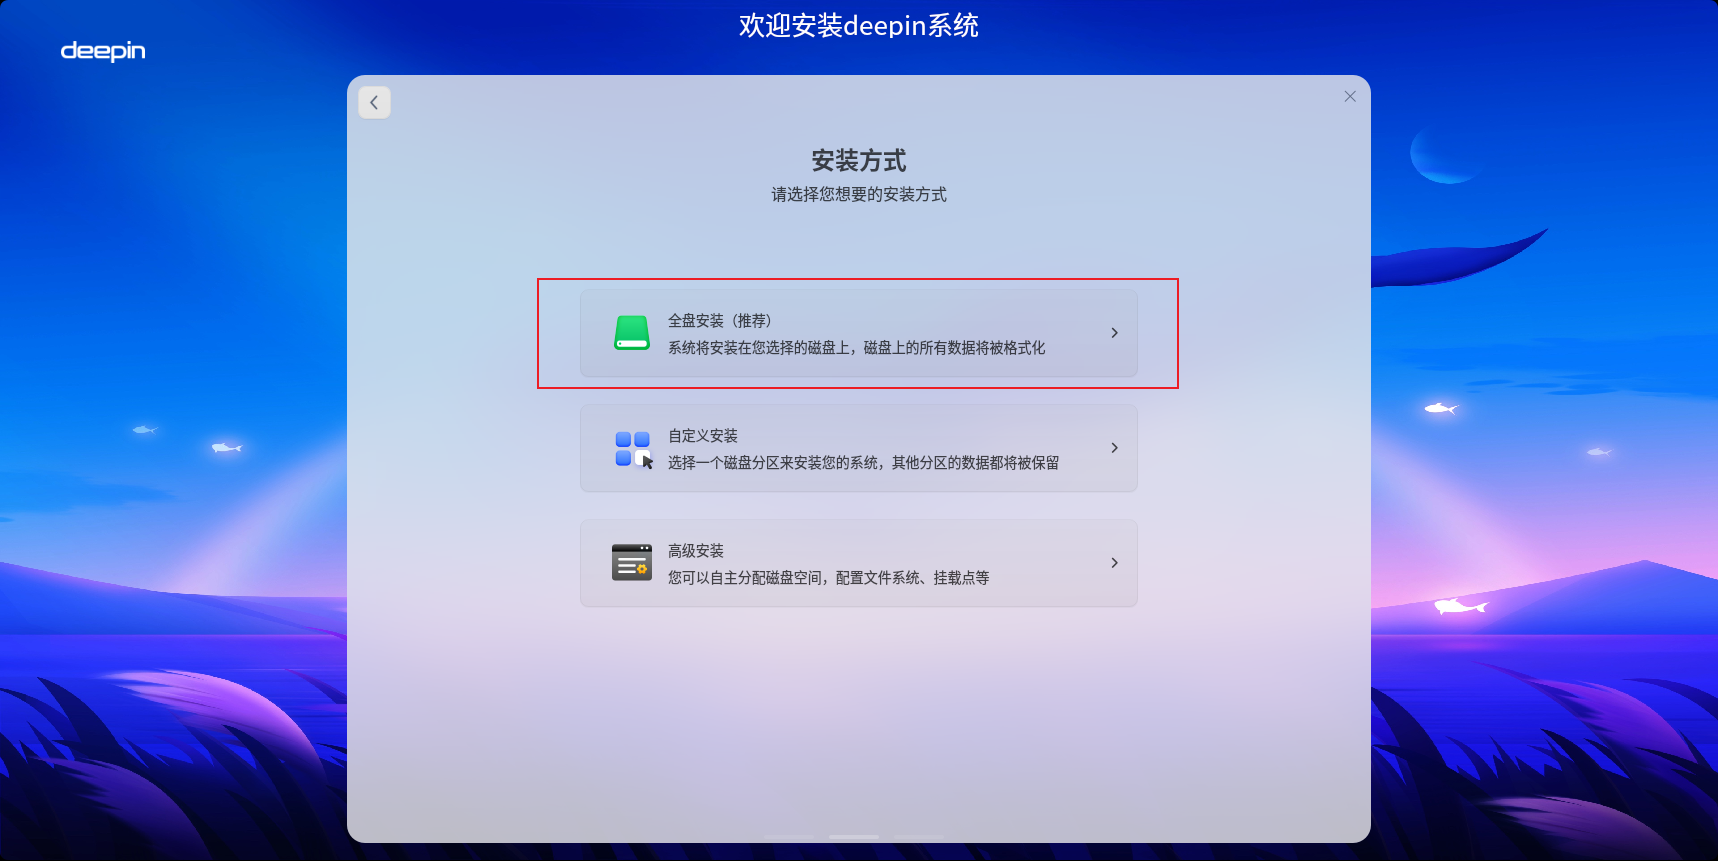 欢迎安装deepin系统
deepin
安装方式
请选择您想要的安装方式
全盘安装（推荐）
系统将安装在您选择的磁盘上，磁盘上的所有数据将被格式化
自定义安装
选择一个磁盘分区来安装您的系统，其他分区的数据都将被保留
高级安装
您可以自主分配磁盘空间，配置文件系统、挂载点等